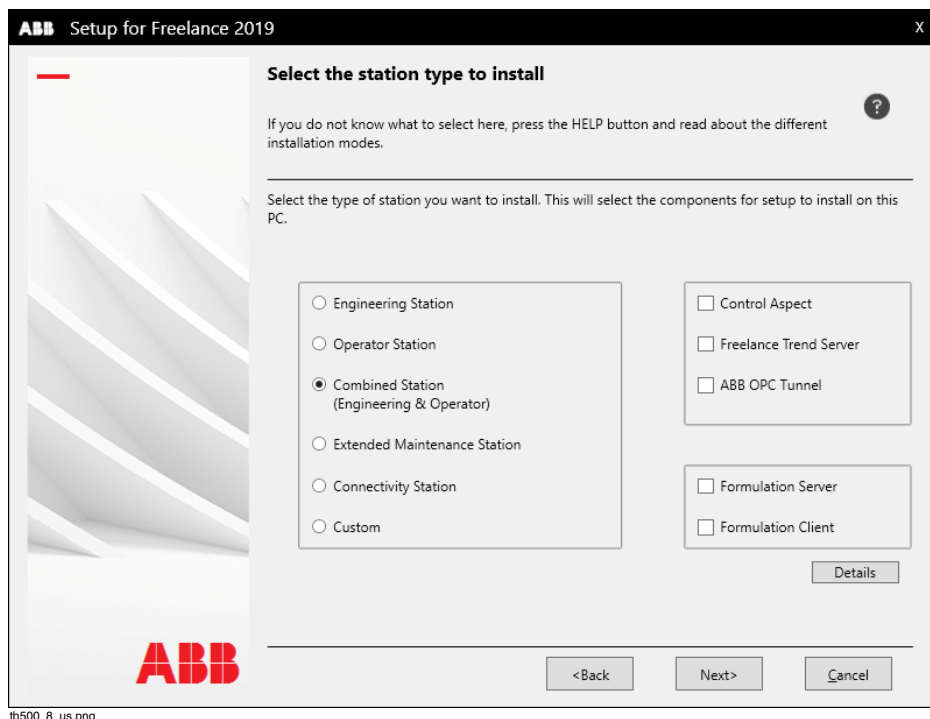 ABB Setup for Freelance 2019 X
Select the station type to install
?
If you do not know what to select here, press the HELP button and read about the different
installation modes.
Select the type of station you want to install. This will select the components for setup to install on this
PC.
Engineering Station
Operator Station
Combined Station
(Engineering & Operator)
Extended Maintenance Station
Connectivity Station
Custom
Control Aspect
Freelance Trend Server
ABB OPC Tunnel
Formulation Server
Formulation Client
Details
ABB
<Back
Next>
Cancel
tb500_8_us.png